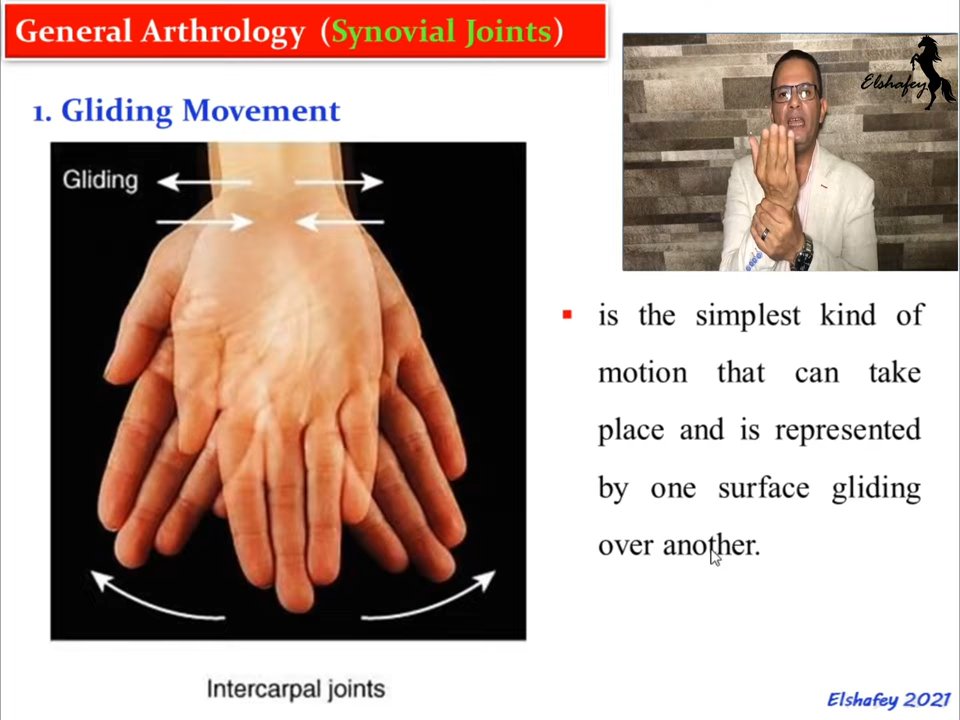 General Arthrology (Synovial Joints)
Elshafey
1. Gliding Movement
Gliding
▪ is the simplest kind of
motion that can take
place and is represented
by one surface gliding
over another.
Intercarpal joints
Elshafey 2021